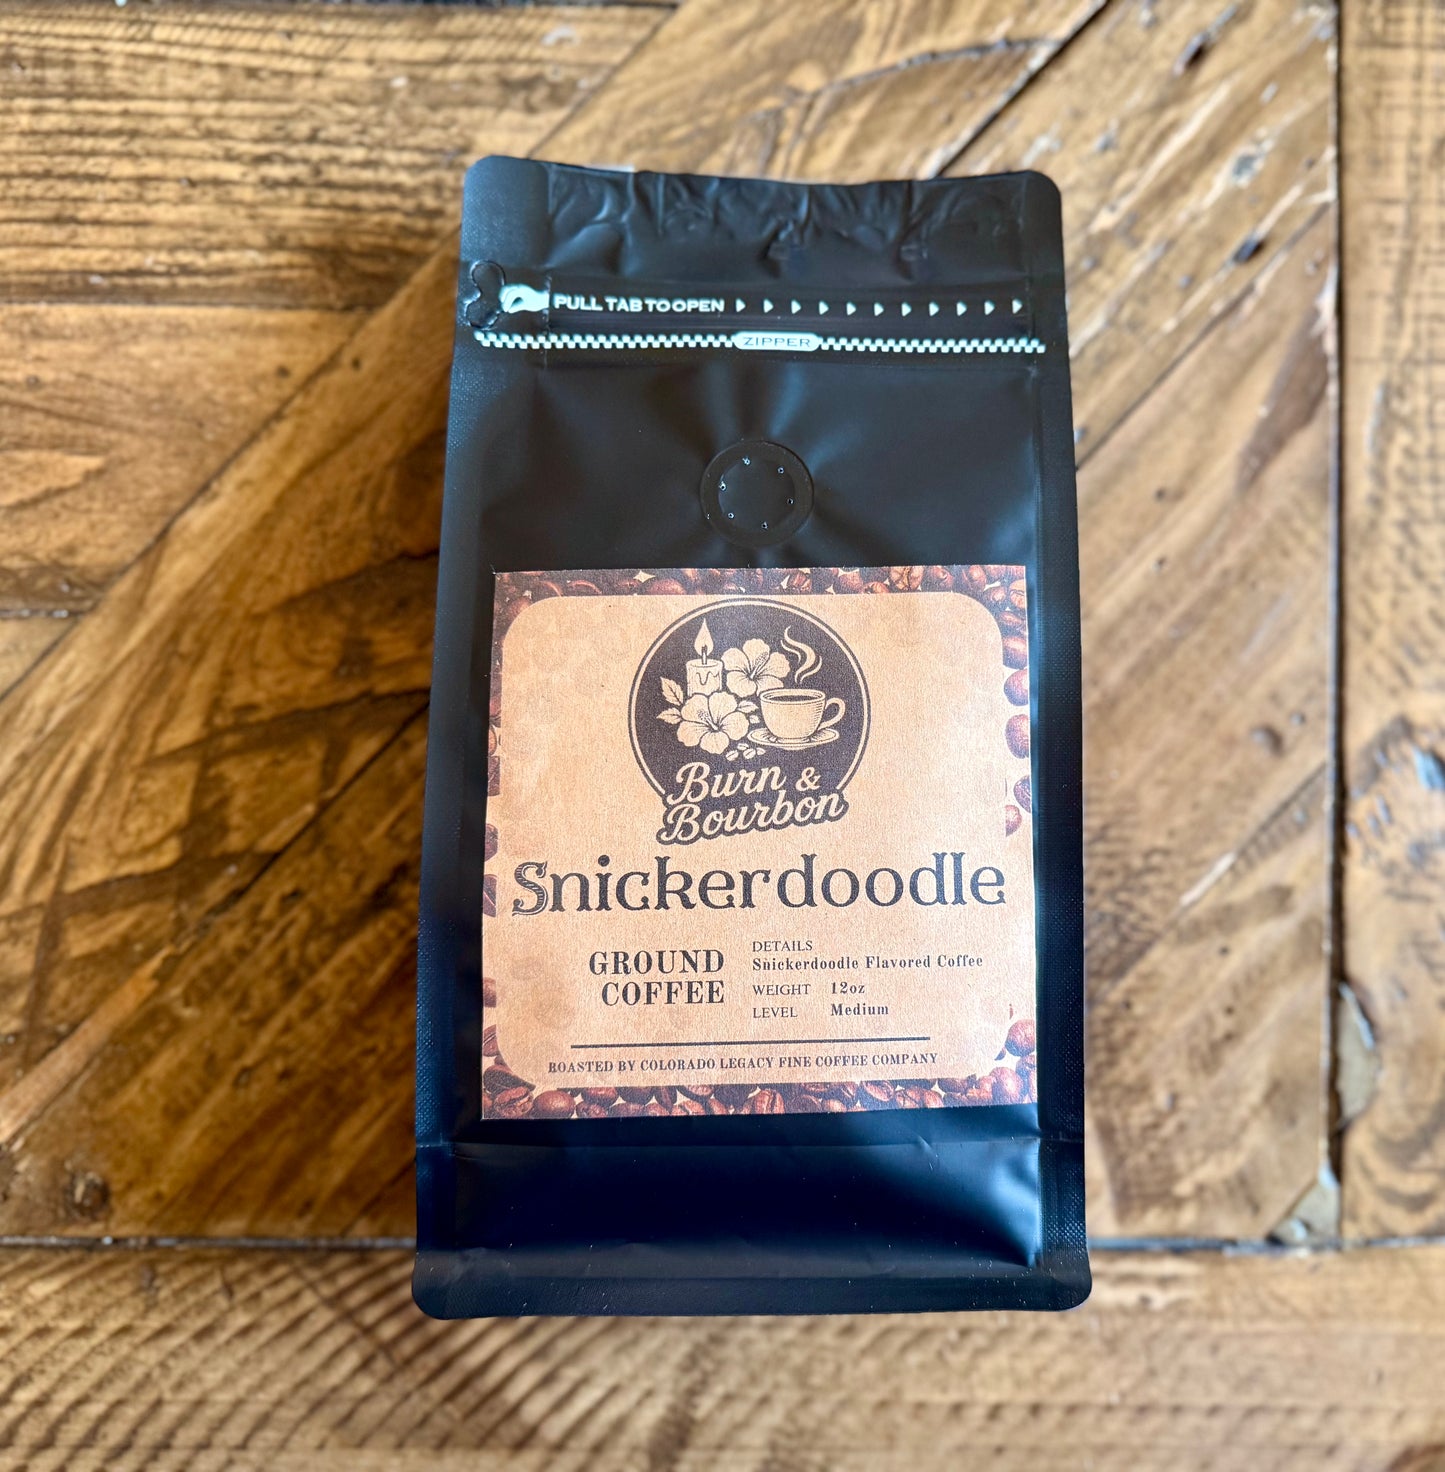 PULL TAB TO OPEN
ZIPPER
Burn &
Bourbon
Snickerdoodle
GROUND
COFFEE
DETAILS
Snickerdoodle Flavored Coffee
WEIGHT 12oz
LEVEL Medium
ROASTED BY COLORADO LEGACY FINE COFFEE COMPANY